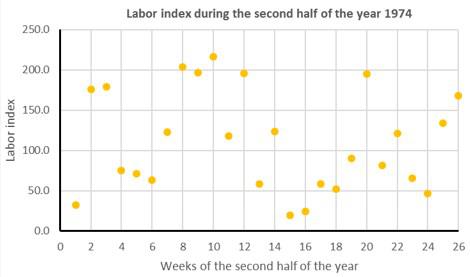 Labor index during the second half of the year 1974
250.0
200.0
150.0
100.0
50.0
0.0
Labor index
0 2 4 6 8 10 12 14 16 18 20 22 24 26
Weeks of the second half of the year